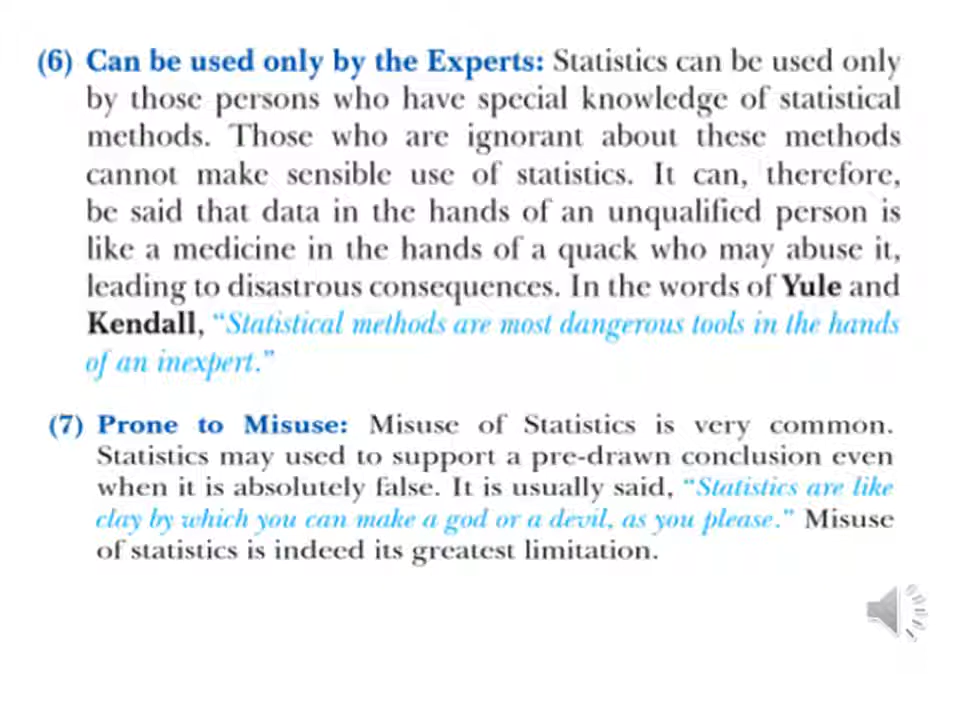 (6) Can be used only by the Experts: Statistics can be used only
by those persons who have special knowledge of statistical
methods. Those who are ignorant about these methods
cannot make sensible use of statistics. It can, therefore,
be said that data in the hands of an unqualified person is
like a medicine in the hands of a quack who may abuse it,
leading to disastrous consequences. In the words of Yule and
Kendall, “Statistical methods are most dangerous tools in the hands
of an inexpert.”
(7) Prone to Misuse: Misuse of Statistics is very common.
Statistics may used to support a pre-drawn conclusion even
when it is absolutely false. It is usually said, “Statistics are like
clay by which you can make a god or a devil, as you please.” Misuse
of statistics is indeed its greatest limitation.